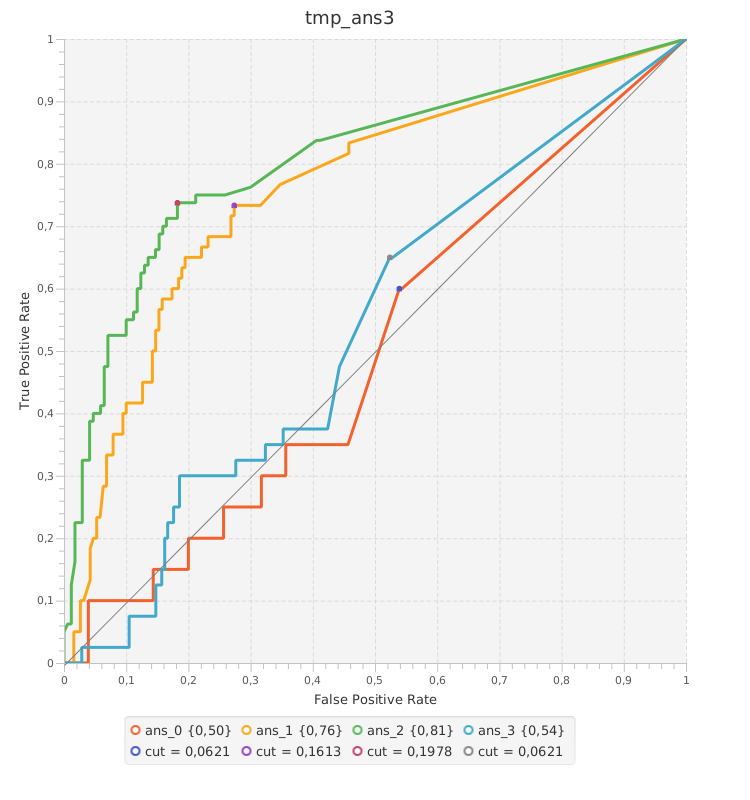 tmp_ans3
1
0,9
0,8
0,7
0,6
0,5
0,4
0,3
0,2
0,1
0
True Positive Rate
0 0,1 0,2 0,3 0,4 0,5 0,6 0,7 0,8 0,9 1
False Positive Rate
ans_0 {0,50} ans_1 {0,76} ans_2 {0,81} ans_3 {0,54}
cut = 0,0621 cut = 0,1613 cut = 0,1978 cut = 0,0621